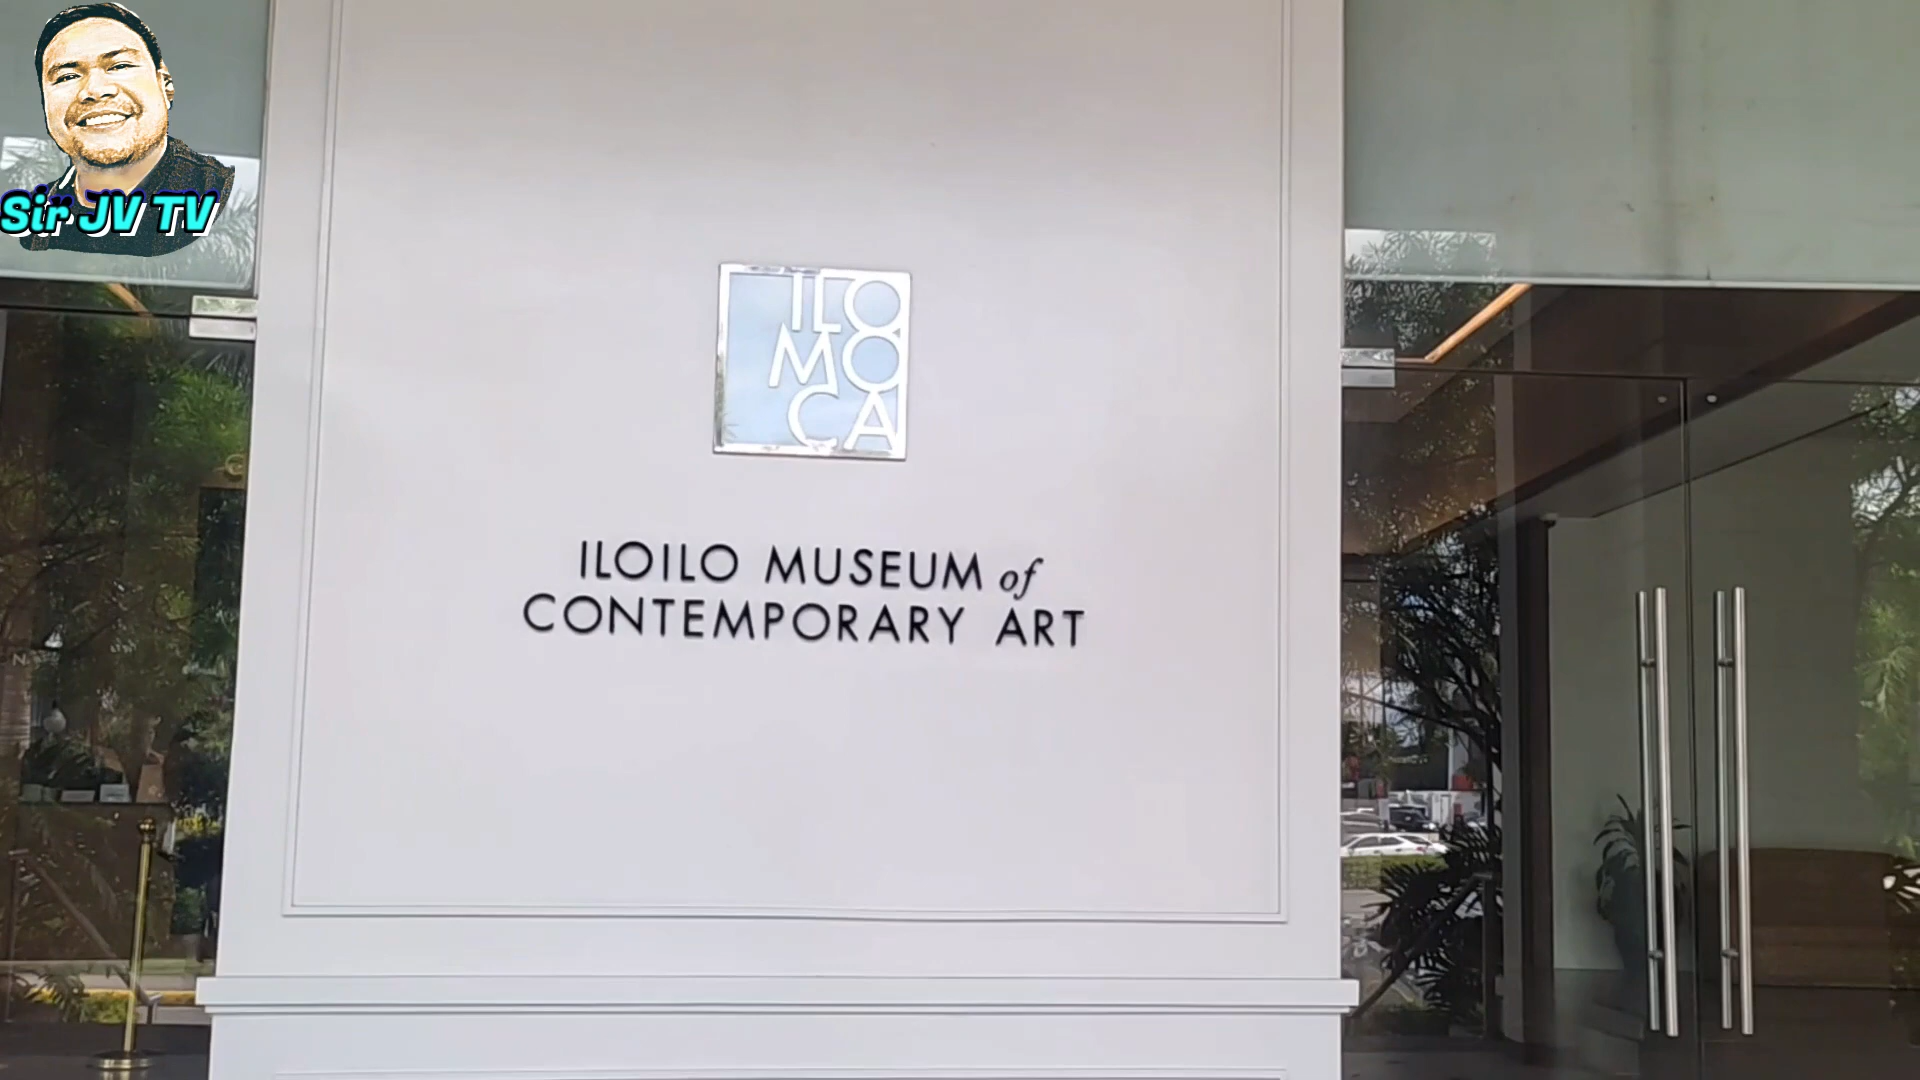 Sir JV TV
ILO
MO
CA
ILOILO MUSEUM of
CONTEMPORARY ART